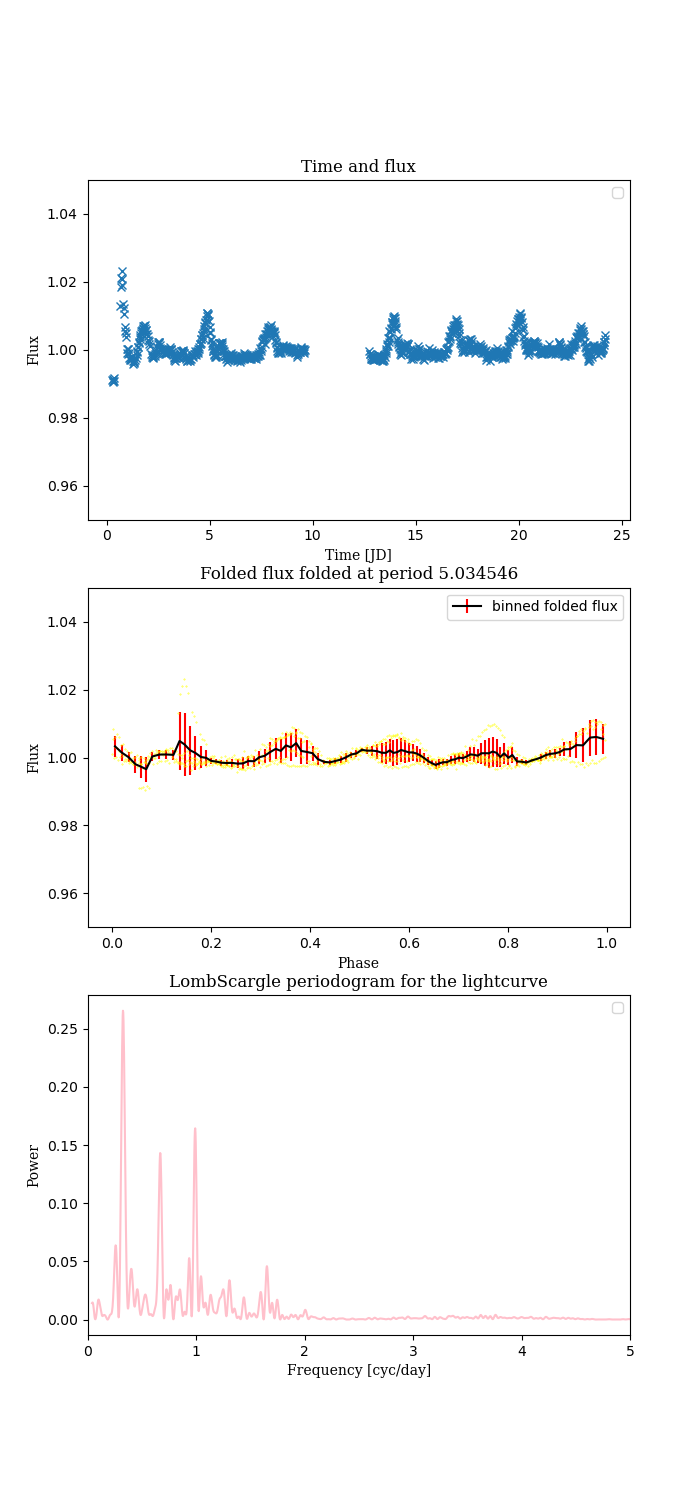 Time and flux
1.04
1.02
1.00
0.98
0.96
Flux
0 5 10 15 20 25
Time [JD]
Folded flux folded at period 5.034546
binned folded flux
1.04
1.02
1.00
0.98
0.96
Flux
0.0 0.2 0.4 0.6 0.8 1.0
Phase
LombScargle periodogram for the lightcurve
0.25
0.20
0.15
0.10
0.05
0.00
Power
0 1 2 3 4 5
Frequency [cyc/day]